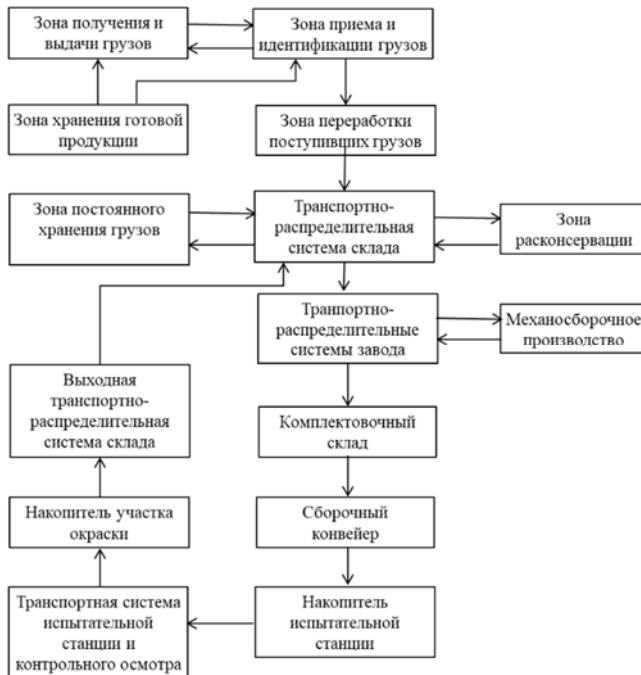 Зона получения и
выдачи грузов
Зона приема и
идентификации грузов
Зона хранения готовой
продукции
Зона переработки
поступивших грузов
Зона постоянного
хранения грузов
Транспортно-
распределительная
система склада
Зона
расконсервации
Транпортно-
распределительные
системы завода
Механосборочное
производство
Выходная
транспортно-
распределительная
система склада
Комплектовочный
склад
Накопитель участка
окраски
Сборочный
конвейер
Транспортная система
испытательной
станции и
контрольного осмотра
Накопитель
испытательной
станции